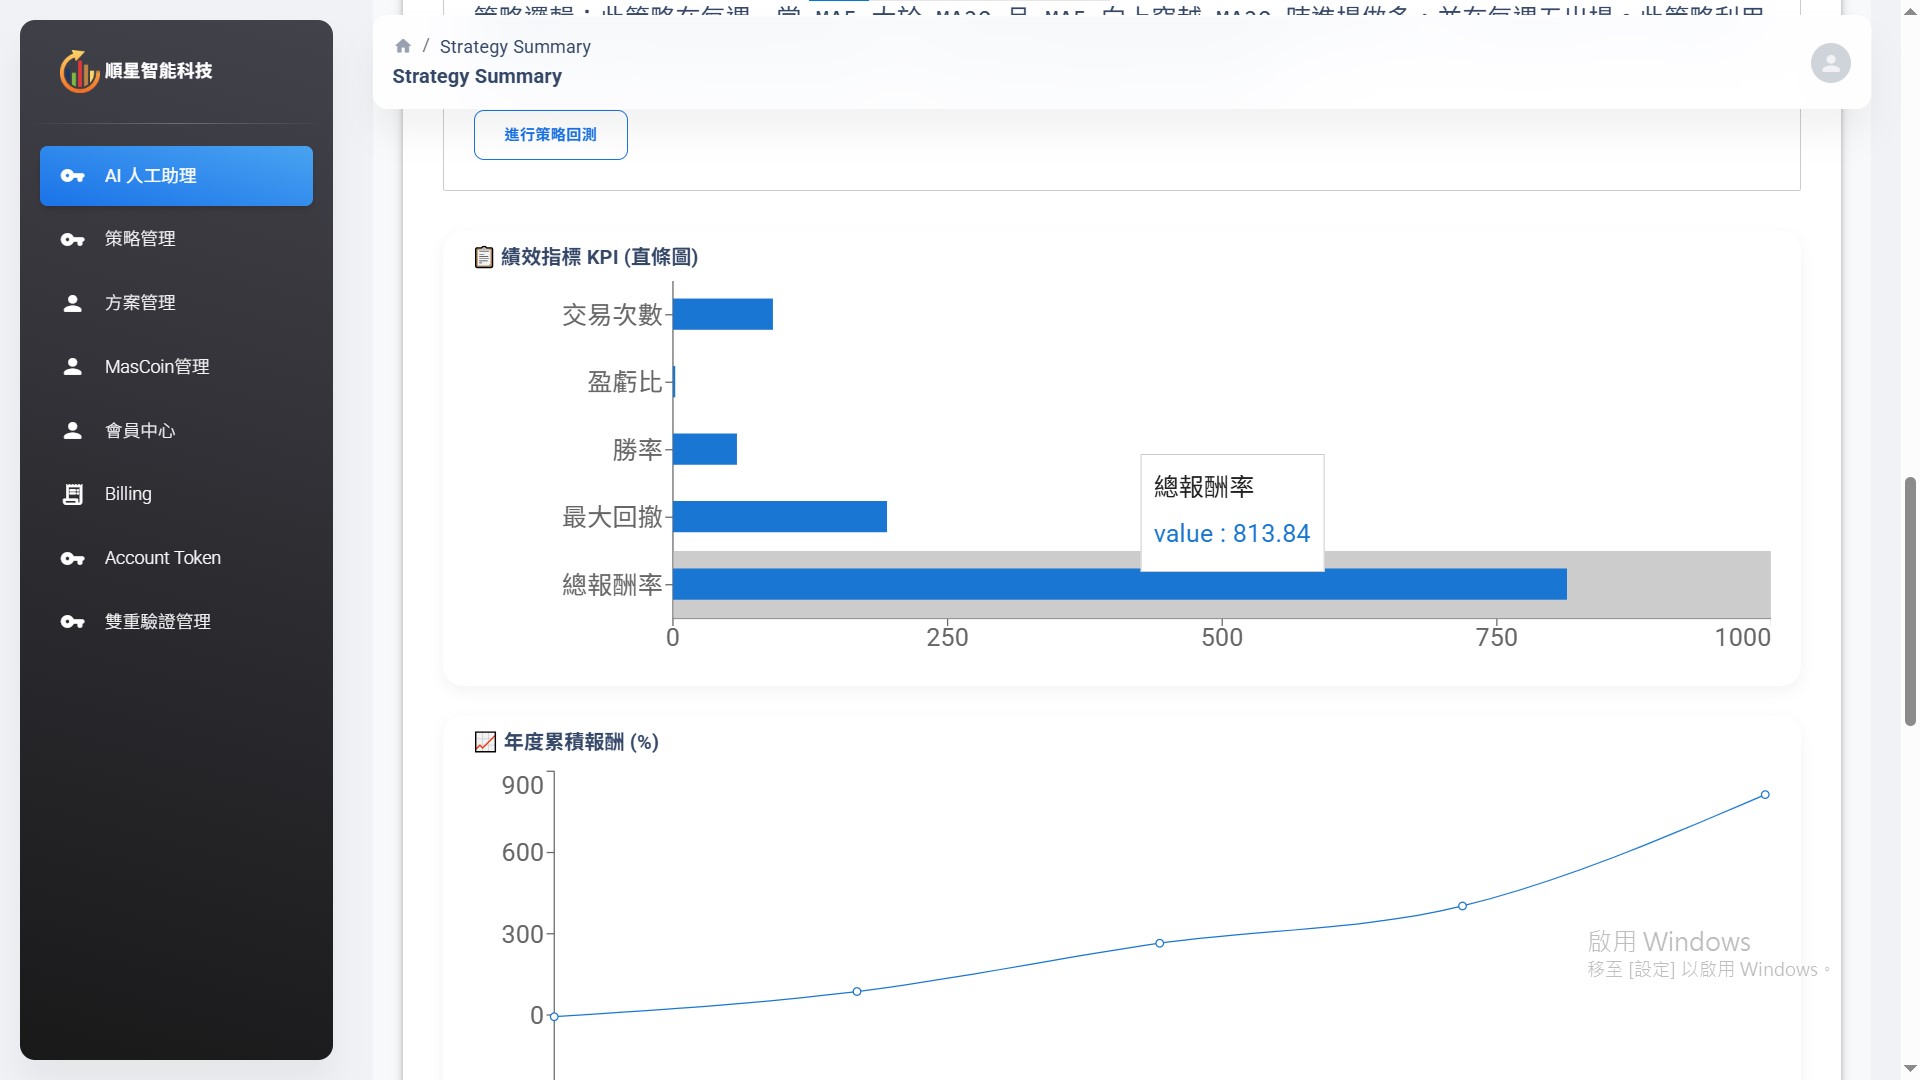 順星智能科技
AI 人工助理
策略管理
方案管理
MasCoin管理
會員中心
Billing
Account Token
雙重驗證管理
/ Strategy Summary
Strategy Summary
進行策略回測
📋 績效指標 KPI (直條圖)
交易次數
盈虧比
勝率
最大回撤
總報酬率
0 250 500 750 1000
總報酬率
value : 813.84
📈 年度累積報酬 (%)
900
600
300
0
啟用 Windows
移至 [設定] 以啟用 Windows。